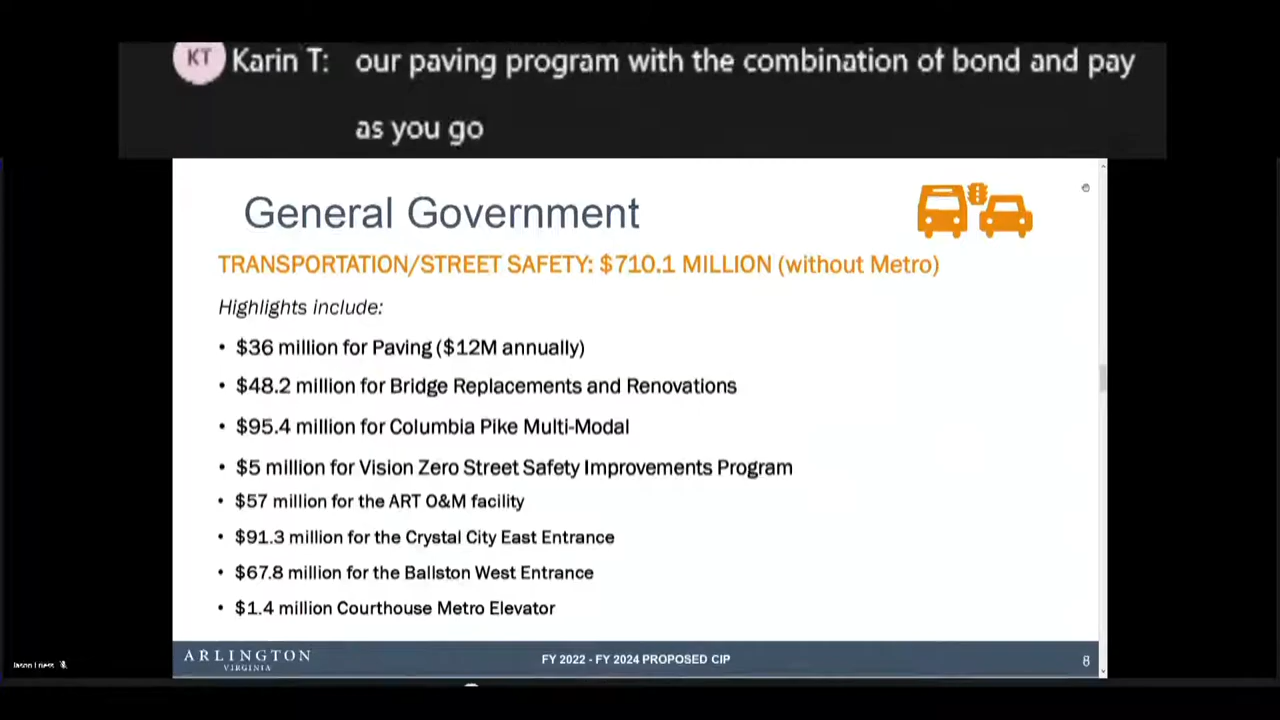 KT Karin T: our paving program with the combination of bond and pay
as you go
General Government
TRANSPORTATION/STREET SAFETY: $710.1 MILLION (without Metro)
Highlights include:
• $36 million for Paving ($12M annually)
• $48.2 million for Bridge Replacements and Renovations
• $95.4 million for Columbia Pike Multi-Modal
• $5 million for Vision Zero Street Safety Improvements Program
• $57 million for the ART O&M facility
• $91.3 million for the Crystal City East Entrance
• $67.8 million for the Ballston West Entrance
• $1.4 million Courthouse Metro Elevator
ARLINGTON
VIRGINIA
FY 2022 - FY 2024 PROPOSED CIP
8
Jason